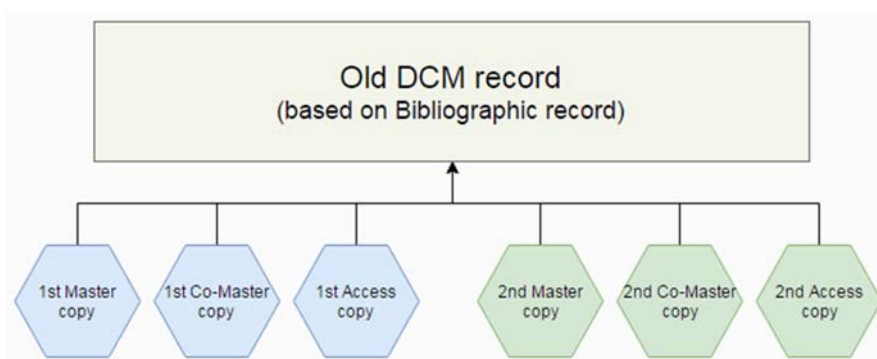 Old DCM record
(based on Bibliographic record)
1st Master
copy
1st Co-Master
copy
1st Access
copy
2nd Master
copy
2nd Co-Master
copy
2nd Access
copy